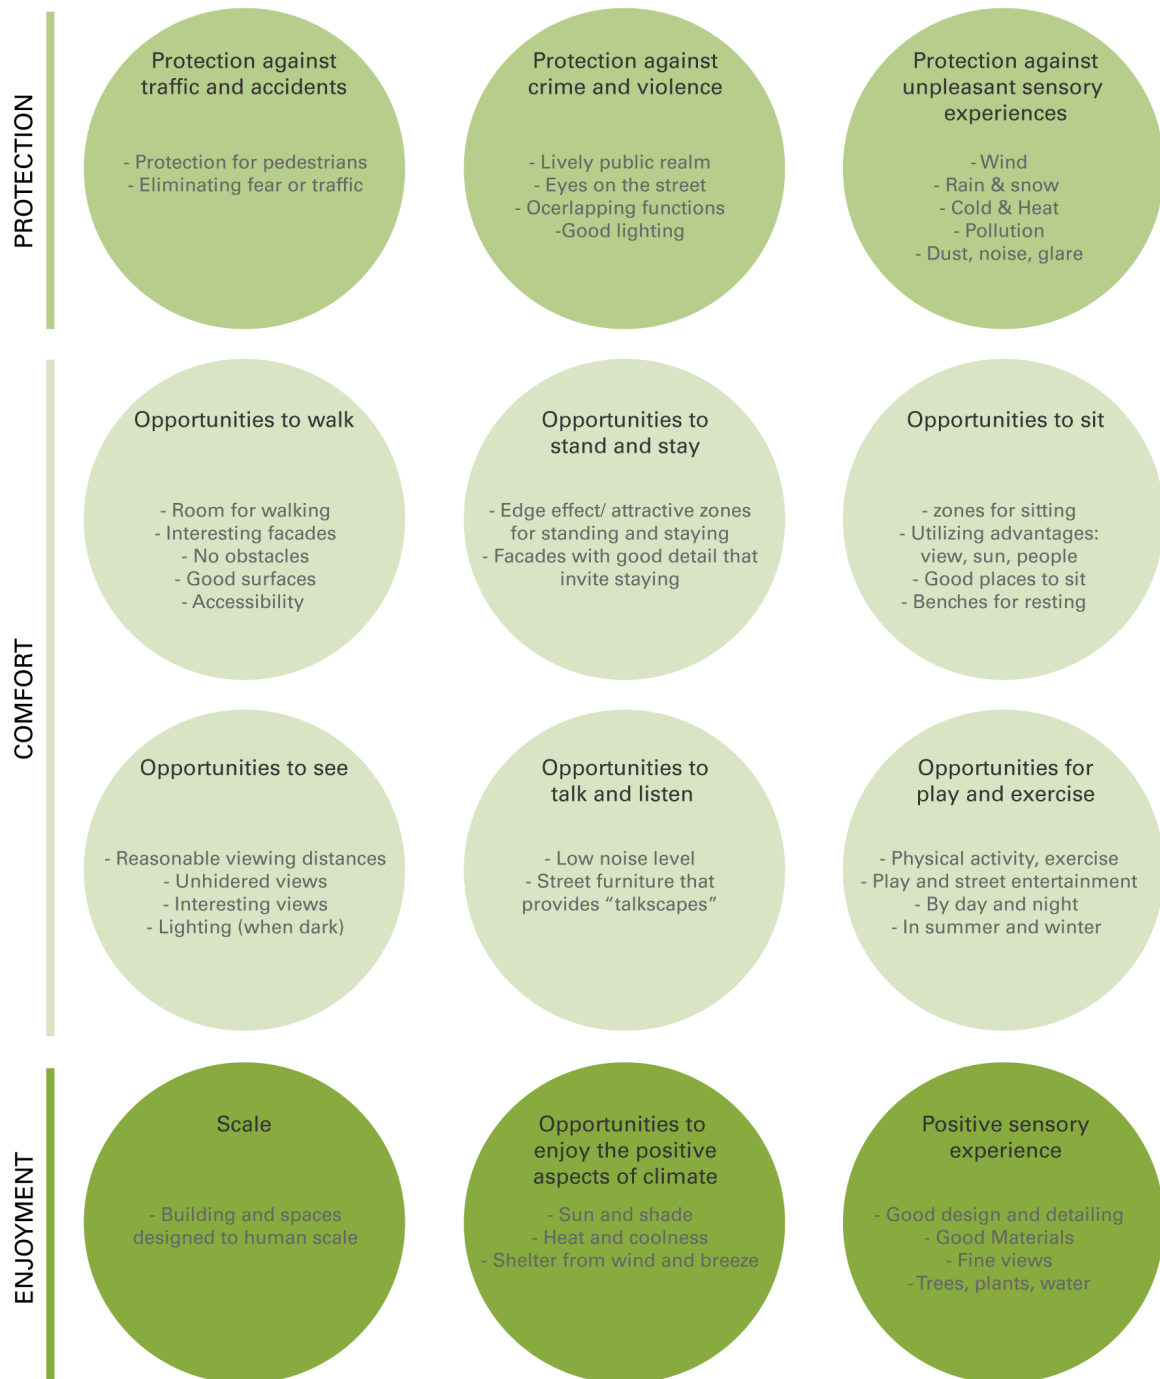 PROTECTION
Protection against
traffic and accidents
- Protection for pedestrians
- Eliminating fear or traffic
Protection against
crime and violence
- Lively public realm
- Eyes on the street
- Ocerlapping functions
-Good lighting
Protection against
unpleasant sensory
experiences
- Wind
- Rain & snow
- Cold & Heat
- Pollution
- Dust, noise, glare
COMFORT
Opportunities to walk
- Room for walking
- Interesting facades
- No obstacles
- Good surfaces
- Accessibility
Opportunities to
stand and stay
- Edge effect/ attractive zones
for standing and staying
- Facades with good detail that
invite staying
Opportunities to sit
- zones for sitting
- Utilizing advantages:
view, sun, people
- Good places to sit
- Benches for resting
Opportunities to see
- Reasonable viewing distances
- Unhidered views
- Interesting views
- Lighting (when dark)
Opportunities to
talk and listen
- Low noise level
- Street furniture that
provides “talkscapes”
Opportunities for
play and exercise
- Physical activity, exercise
- Play and street entertainment
- By day and night
- In summer and winter
ENJOYMENT
Scale
- Building and spaces
designed to human scale
Opportunities to
enjoy the positive
aspects of climate
- Sun and shade
- Heat and coolness
- Shelter from wind and breeze
Positive sensory
experience
- Good design and detailing
- Good Materials
- Fine views
- Trees, plants, water